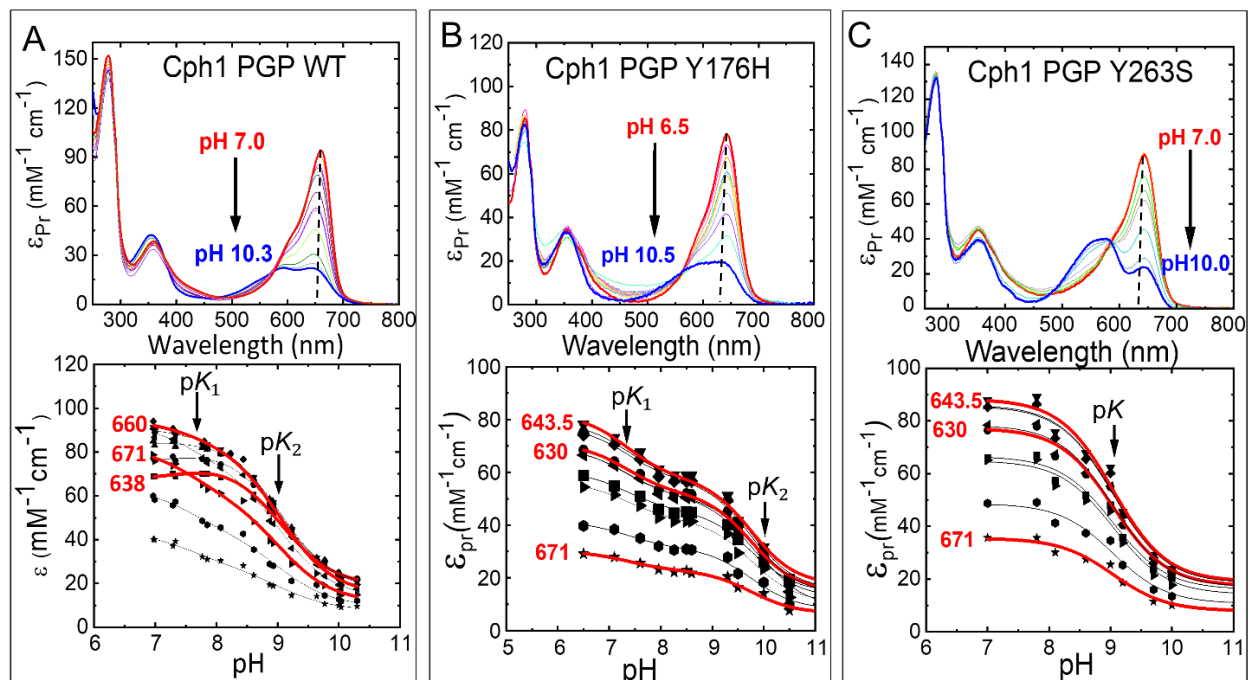 A
Cph1 PGP WT
pH 7.0
pH 10.3
εPr (mM-1 cm-1)
150
120
90
60
30
0
300 400 500 600 700 800
Wavelength (nm)
B
Cph1 PGP Y176H
pH 6.5
pH 10.5
εPr (mM-1 cm-1)
120
100
80
60
40
20
0
300 400 500 600 700 800
Wavelength (nm)
C
Cph1 PGP Y263S
pH 7.0
pH10.0
εPr (mM-1 cm-1)
140
120
100
80
60
40
20
0
300 400 500 600 700 800
Wavelength (nm)
ε (mM-1 cm-1)
120
100
80
60
40
20
0
pK1
pK2
660
671
638
6 7 8 9 10 11
pH
εpr(mM-1 cm-1)
100
80
60
40
20
0
pK1
pK2
643.5
630
671
5 6 7 8 9 10 11
pH
εpr(mM-1 cm-1)
100
80
60
40
20
0
pK
643.5
630
671
6 7 8 9 10 11
pH